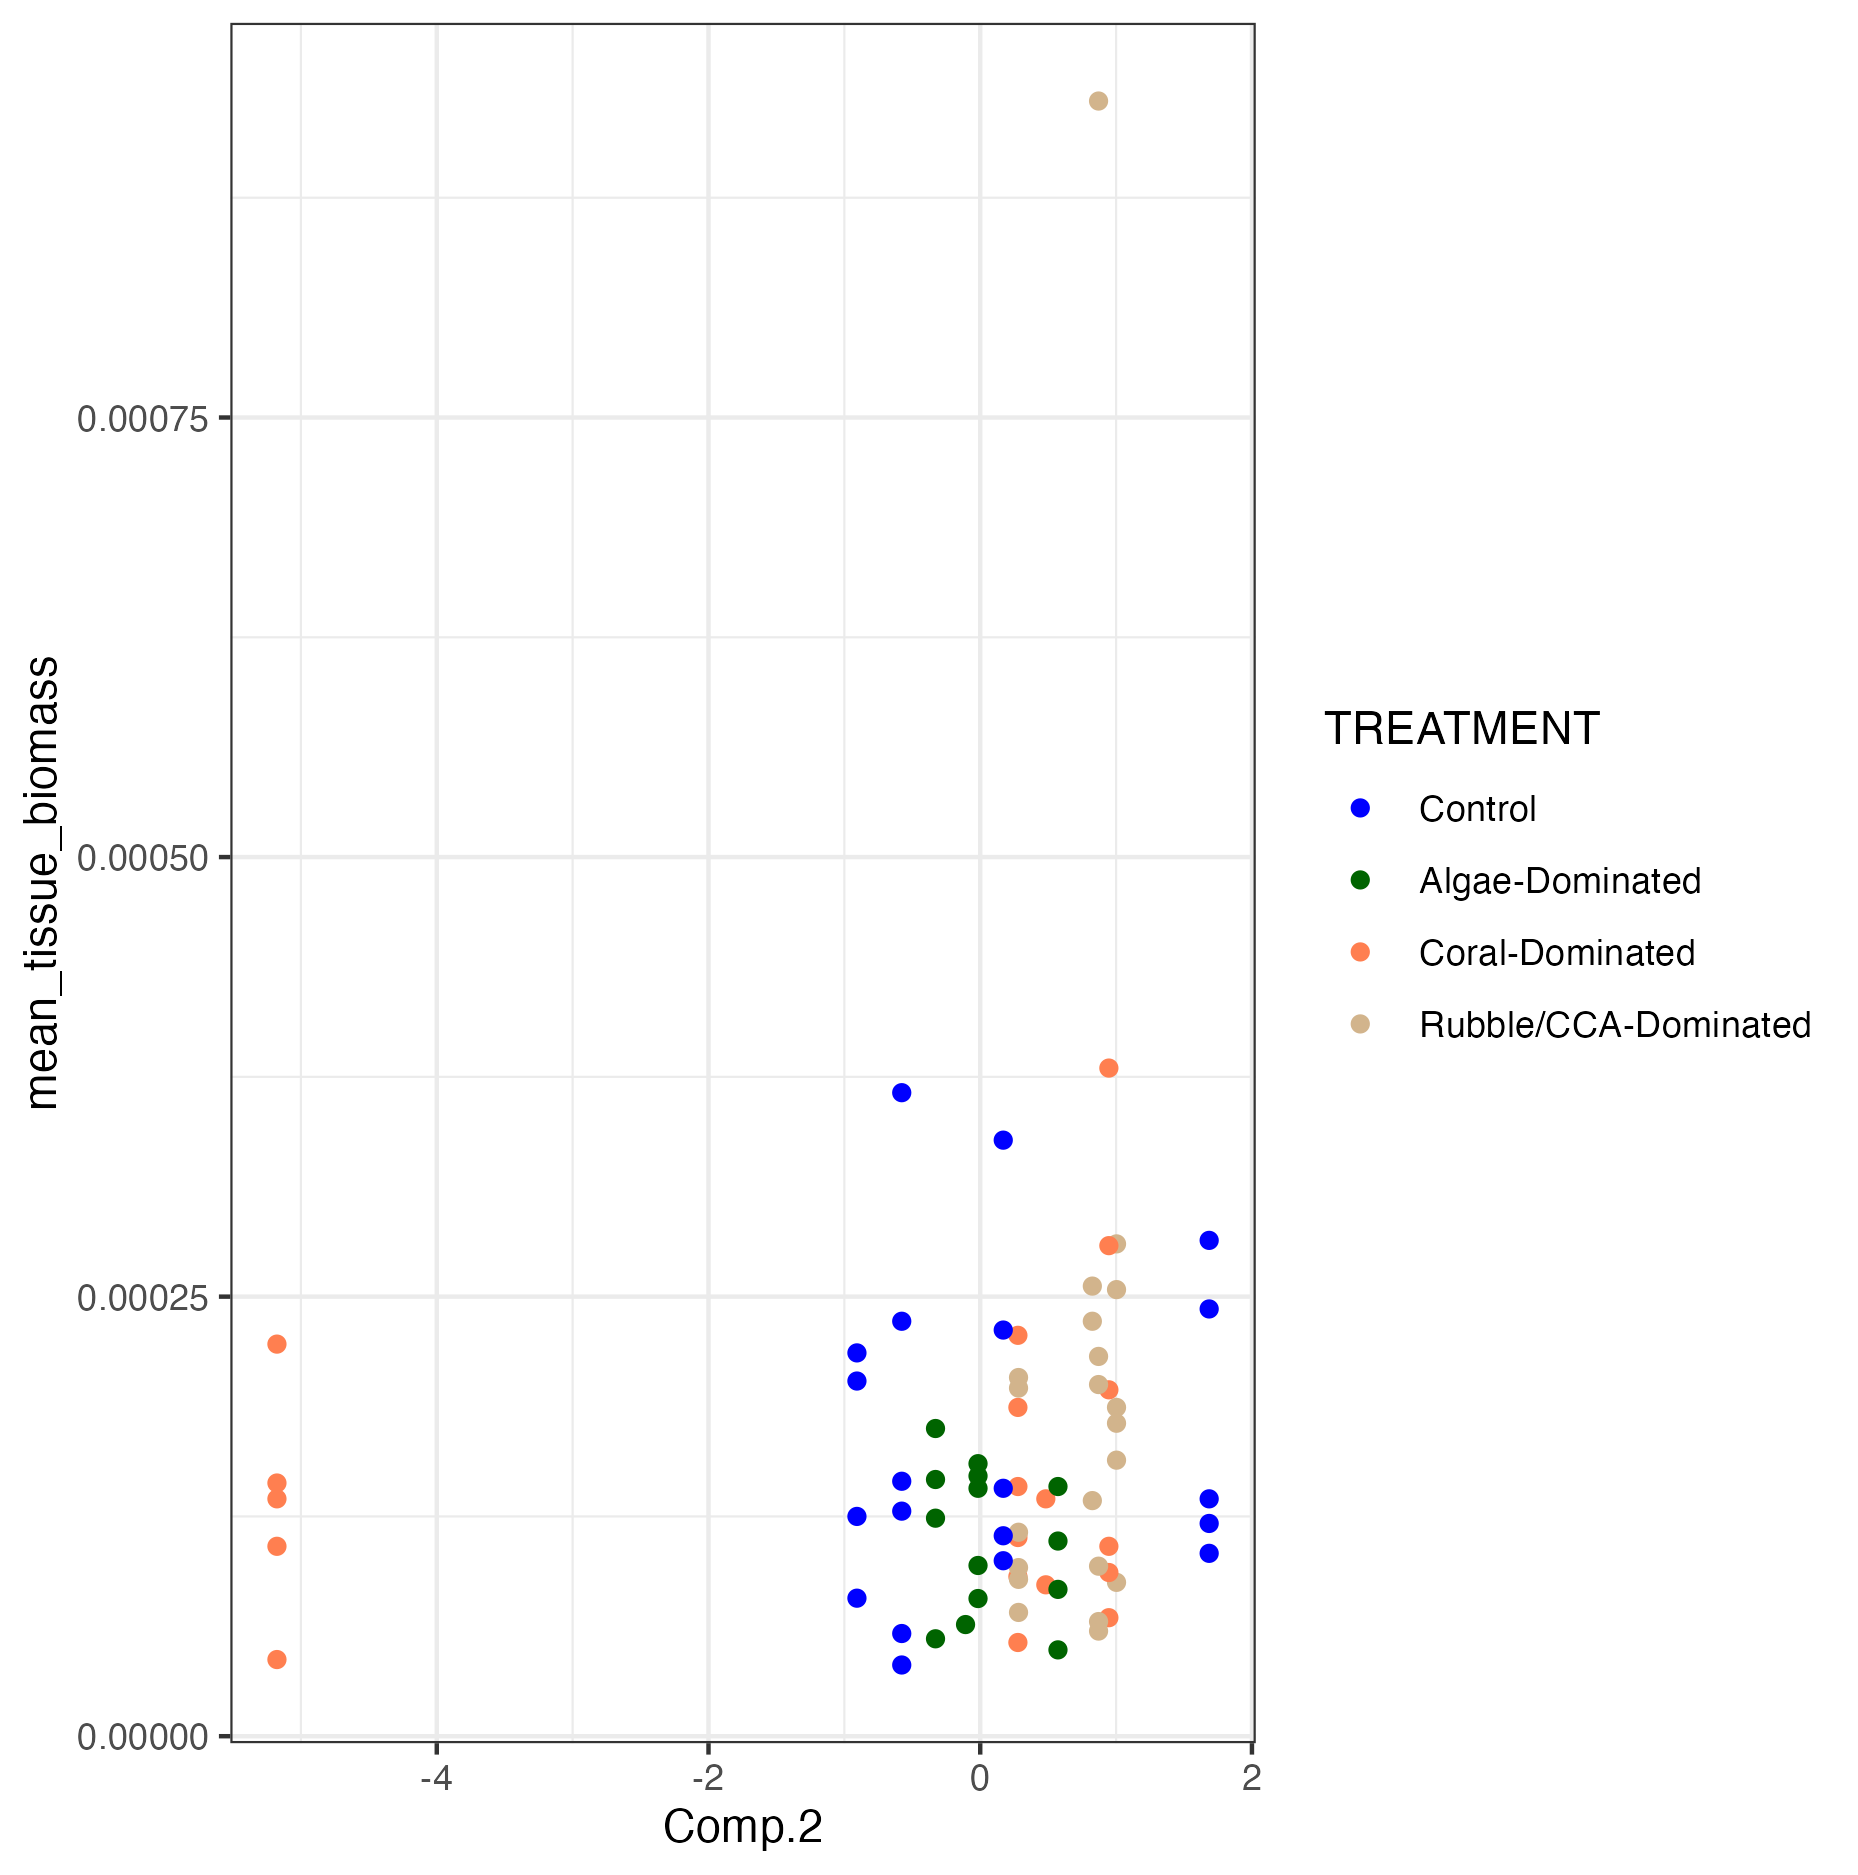 mean_tissue_biomass
0.00075
0.00050
0.00025
0.00000
-4
-2
0
2
Comp.2
TREATMENT
Control
Algae-Dominated
Coral-Dominated
Rubble/CCA-Dominated